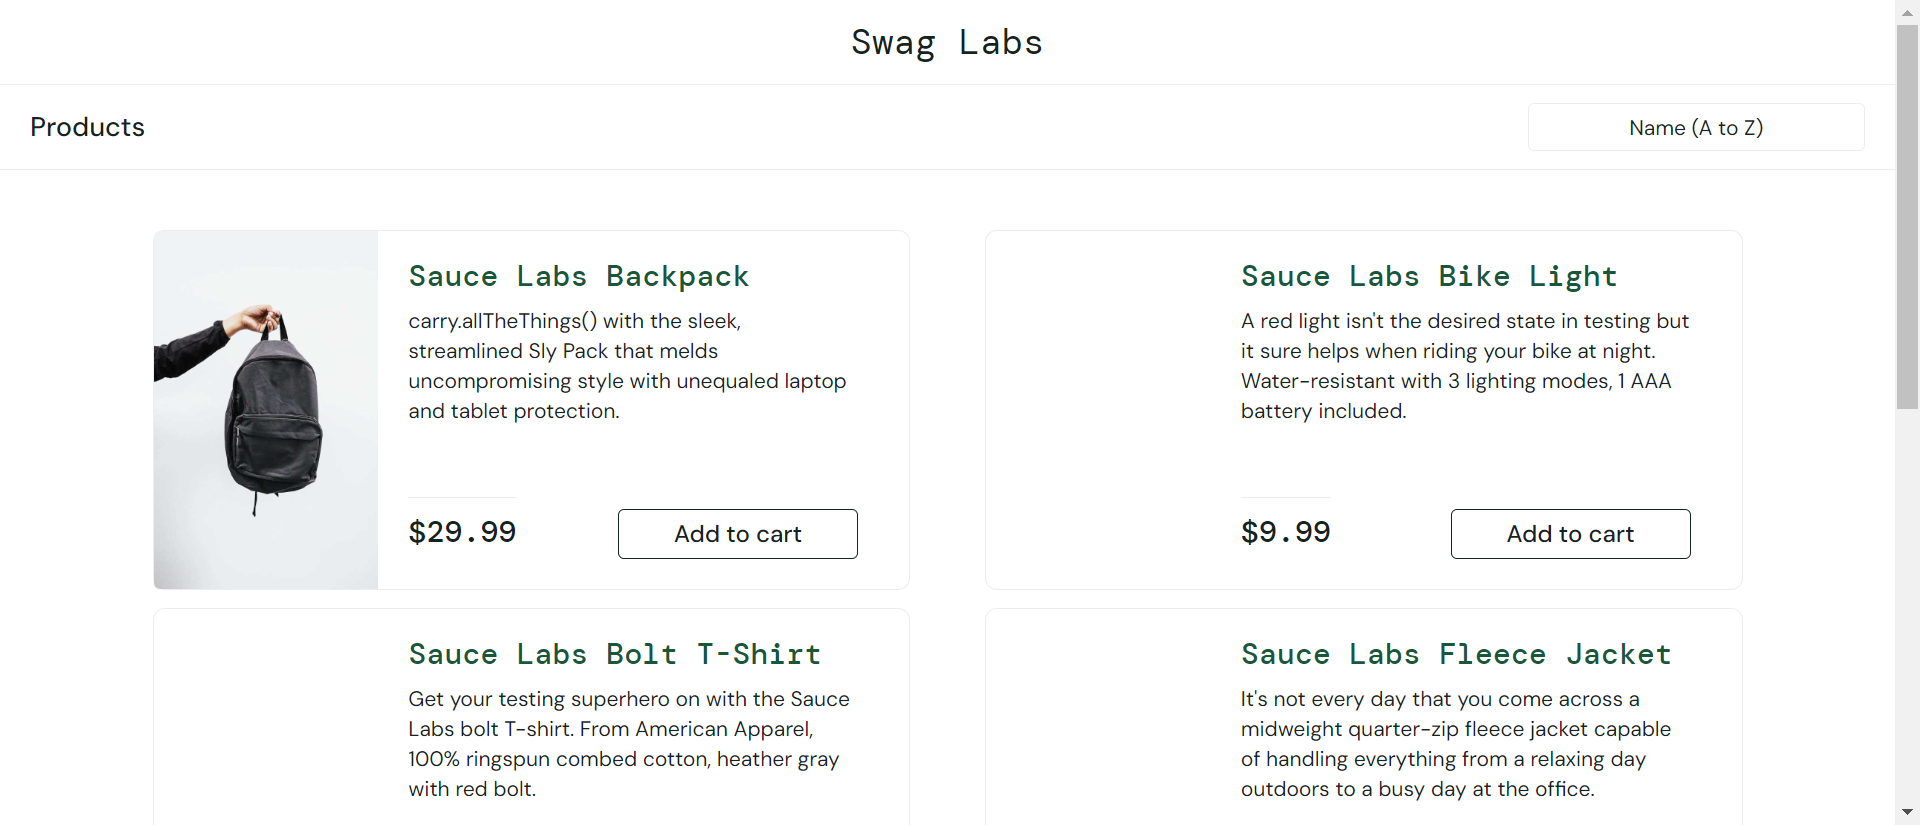 Swag Labs
Products
Name (A to Z)
Sauce Labs Backpack
carry.allTheThings() with the sleek,
streamlined Sly Pack that melds
uncompromising style with unequaled laptop
and tablet protection.
$29.99
Add to cart
Sauce Labs Bike Light
A red light isn't the desired state in testing but
it sure helps when riding your bike at night.
Water-resistant with 3 lighting modes, 1 AAA
battery included.
$9.99
Add to cart
Sauce Labs Bolt T-Shirt
Get your testing superhero on with the Sauce
Labs bolt T-shirt. From American Apparel,
100% ringspun combed cotton, heather gray
with red bolt.
Sauce Labs Fleece Jacket
It's not every day that you come across a
midweight quarter-zip fleece jacket capable
of handling everything from a relaxing day
outdoors to a busy day at the office.